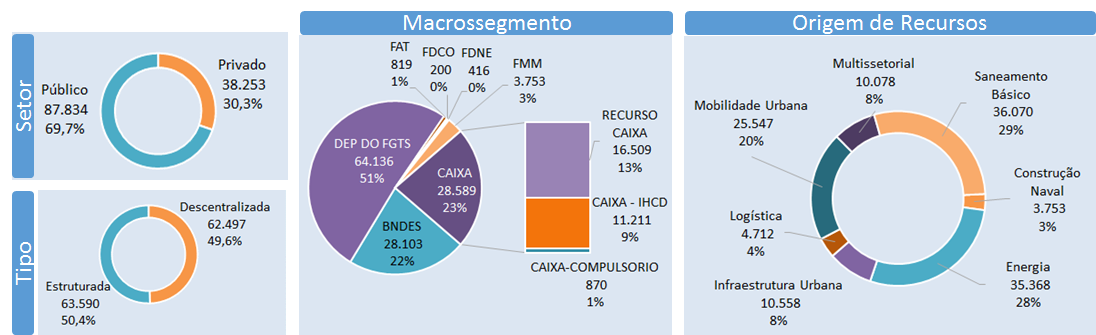 Setor
Público
87.834
69,7%
Privado
38.253
30,3%
Tipo
Descentralizada
62.497
49,6%
Estruturada
63.590
50,4%
Macrossegmento
FAT
819
1%
FDCO
200
0%
FDNE
416
0%
FMM
3.753
3%
DEP DO FGTS
64.136
51%
CAIXA
28.589
23%
BNDES
28.103
22%
RECURSO
CAIXA
16.509
13%
CAIXA - IHCD
11.211
9%
CAIXA-COMPULSORIO
870
1%
Origem de Recursos
Multissetorial
10.078
8%
Saneamento
Básico
36.070
29%
Mobilidade Urbana
25.547
20%
Construção
Naval
3.753
3%
Logística
4.712
4%
Energia
35.368
28%
Infraestrutura Urbana
10.558
8%